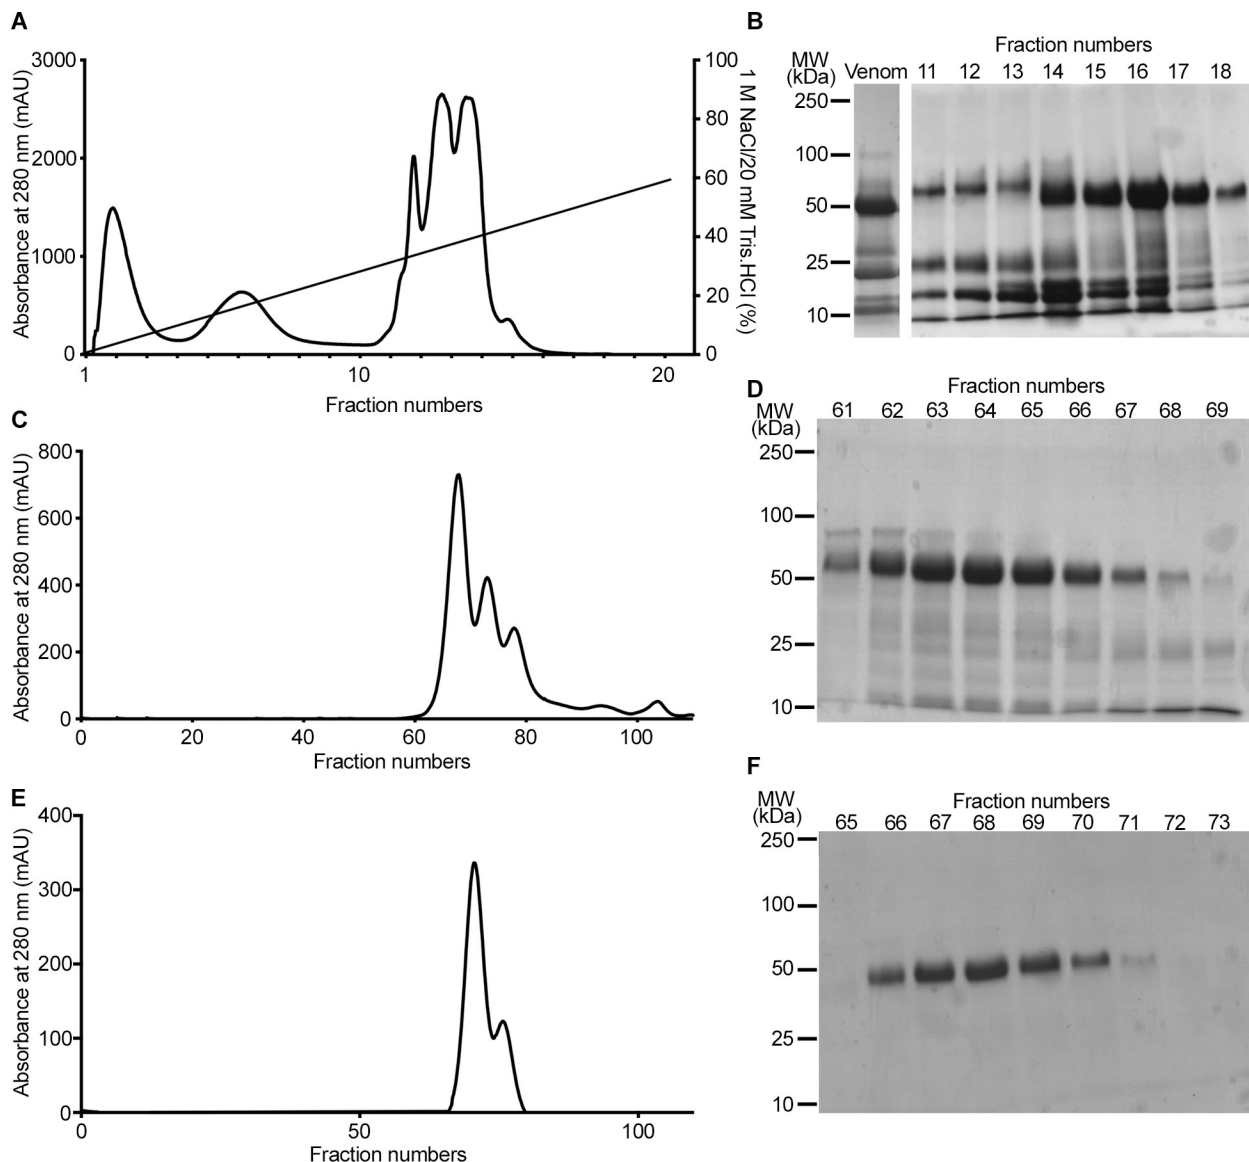 A
Absorbance at 280 nm (mAU)
3000
2000
1000
0
1
10
20
Fraction numbers
100
80
60
40
20
0
1 M NaCl/20 mM Tris.HCl (%)
B
Fraction numbers
MW
(kDa)
Venom 11 12 13 14 15 16 17 18
250
100
50
25
10
C
Absorbance at 280 nm (mAU)
800
600
400
200
0
0 20 40 60 80 100
Fraction numbers
D
Fraction numbers
MW
(kDa)
61 62 63 64 65 66 67 68 69
250
100
50
25
10
E
Absorbance at 280 nm (mAU)
400
300
200
100
0
0 50 100
Fraction numbers
F
Fraction numbers
MW
(kDa)
65 66 67 68 69 70 71 72 73
250
100
50
25
10